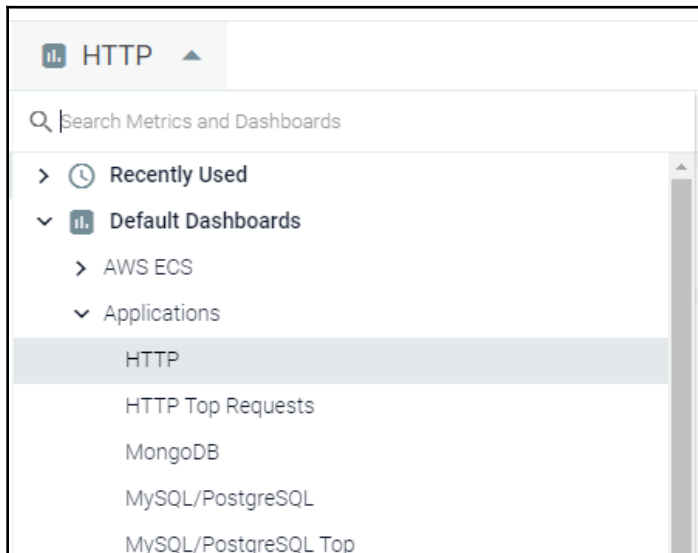 HTTP
Search Metrics and Dashboards
Recently Used
Default Dashboards
AWS ECS
Applications
HTTP
HTTP Top Requests
MongoDB
MySQL/PostgreSQL
MySQL/PostgreSQL Top